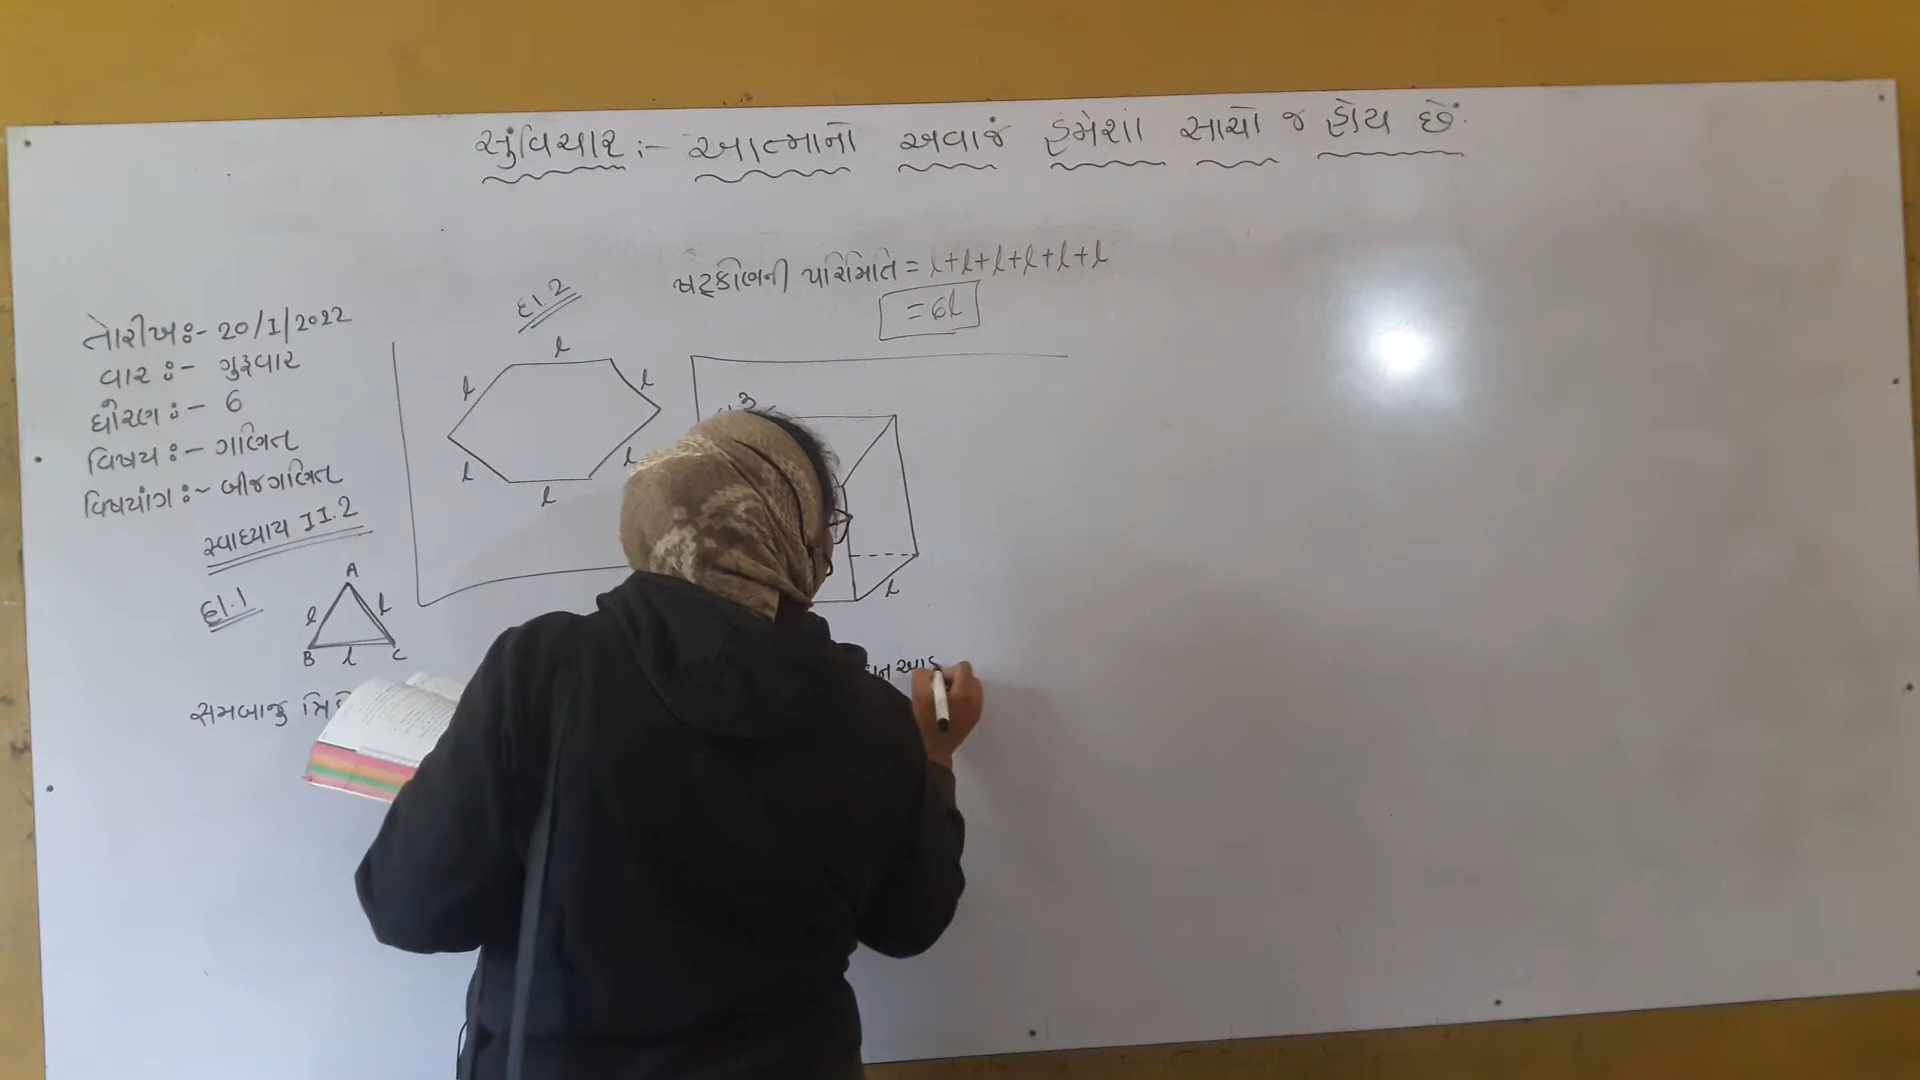 સુંવિચાર :- આત્માનો અવાજ હંમેશા સાચો જ હોય છે.
તારીખ :- 20/1/2022
વાર :- ગુરૂવાર
ધોરણ :- 6
વિષય :- ગણિત
વિષયાંગ :- બીજગણિત
સ્વાધ્યાય 11.2
દા.1
A
l
l
B
l
C
સમબાજુ
દા.2
ષટ્કોણની પરિમિતિ = l+l+l+l+l+l
= 6l
l
l
l
l
l
l
3
l